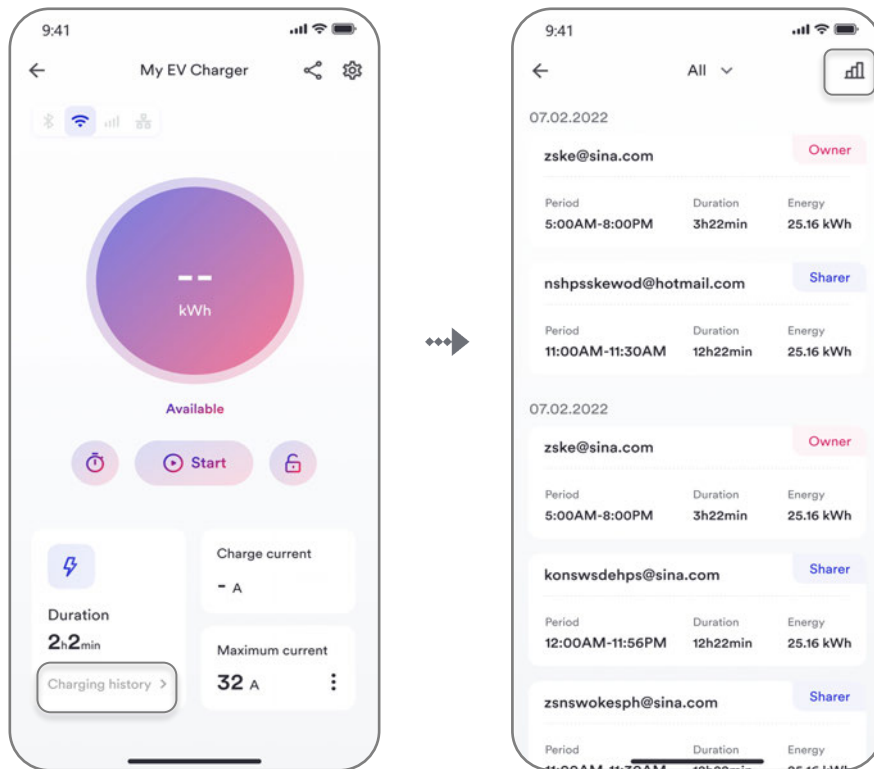 9:41
My EV Charger
--
kWh
Available
Start
Duration
2h2min
Charging history >
Charge current
- A
Maximum current
32 A
9:41
All
07.02.2022
zske@sina.com Owner
Period Duration Energy
5:00AM-8:00PM 3h22min 25.16 kWh
nshpsskewod@hotmail.com Sharer
Period Duration Energy
11:00AM-11:30AM 12h22min 25.16 kWh
07.02.2022
zske@sina.com Owner
Period Duration Energy
5:00AM-8:00PM 3h22min 25.16 kWh
konswsdehps@sina.com Sharer
Period Duration Energy
12:00AM-11:56PM 12h22min 25.16 kWh
zsnswokesph@sina.com Sharer
Period Duration Energy